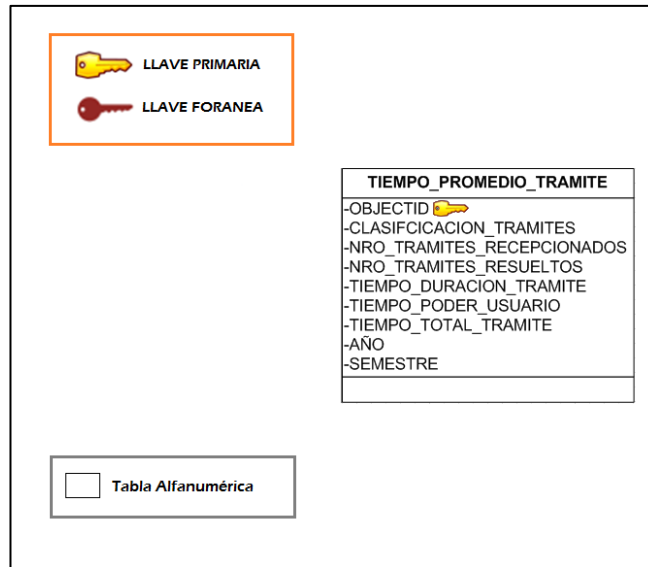 LLAVE PRIMARIA
LLAVE FORANEA
TIEMPO_PROMEDIO_TRAMITE
-OBJECTID
-CLASIFCICACION_TRAMITES
-NRO_TRAMITES_RECEPCIONADOS
-NRO_TRAMITES_RESUELTOS
-TIEMPO_DURACION_TRAMITE
-TIEMPO_PODER_USUARIO
-TIEMPO_TOTAL_TRAMITE
-AÑO
-SEMESTRE
Tabla Alfanumérica